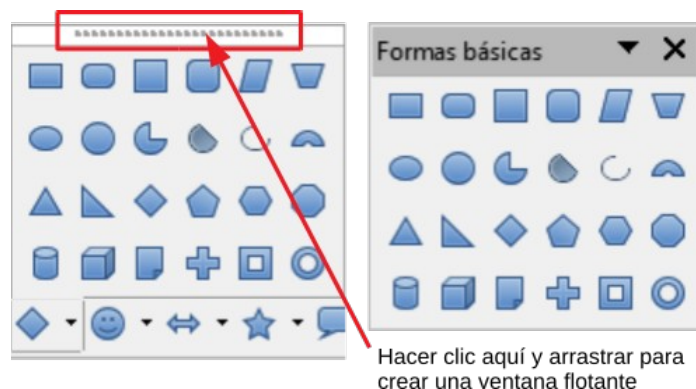 Formas básicas
Hacer clic aquí y arrastrar para
crear una ventana flotante